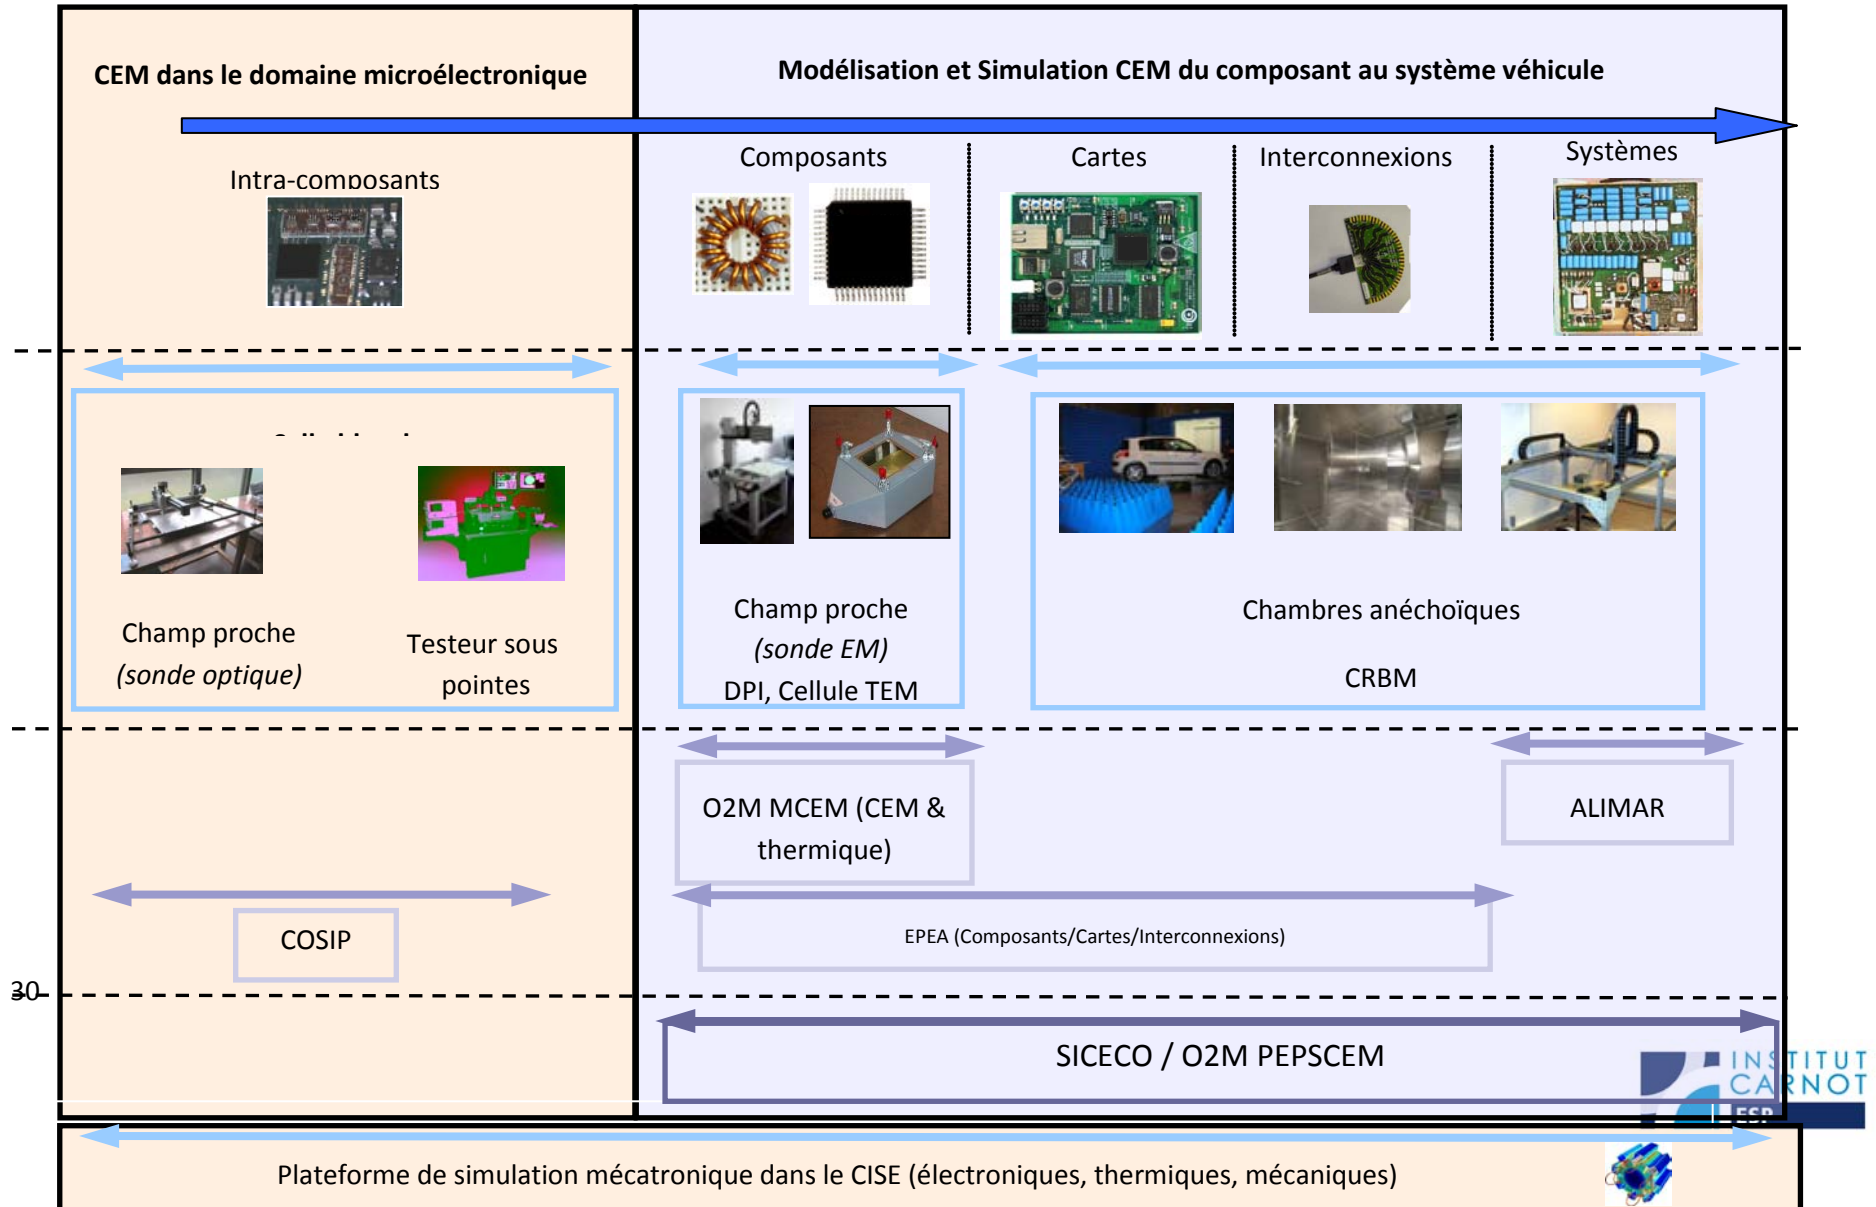 CEM dans le domaine microélectronique
Modélisation et Simulation CEM du composant au système véhicule
Intra-composants
Composants
Cartes
Interconnexions
Systèmes
Champ proche
(sonde optique)
Testeur sous
pointes
Champ proche
(sonde EM)
DPI, Cellule TEM
Chambres anéchoïques
CRBM
O2M MCEM (CEM &
thermique)
ALIMAR
COSIP
EPEA (Composants/Cartes/Interconnexions)
30
SICECO / O2M PEPSCEM
INSTITUT
CARNOT
ESP
Plateforme de simulation mécatronique dans le CISE (électroniques, thermiques, mécaniques)